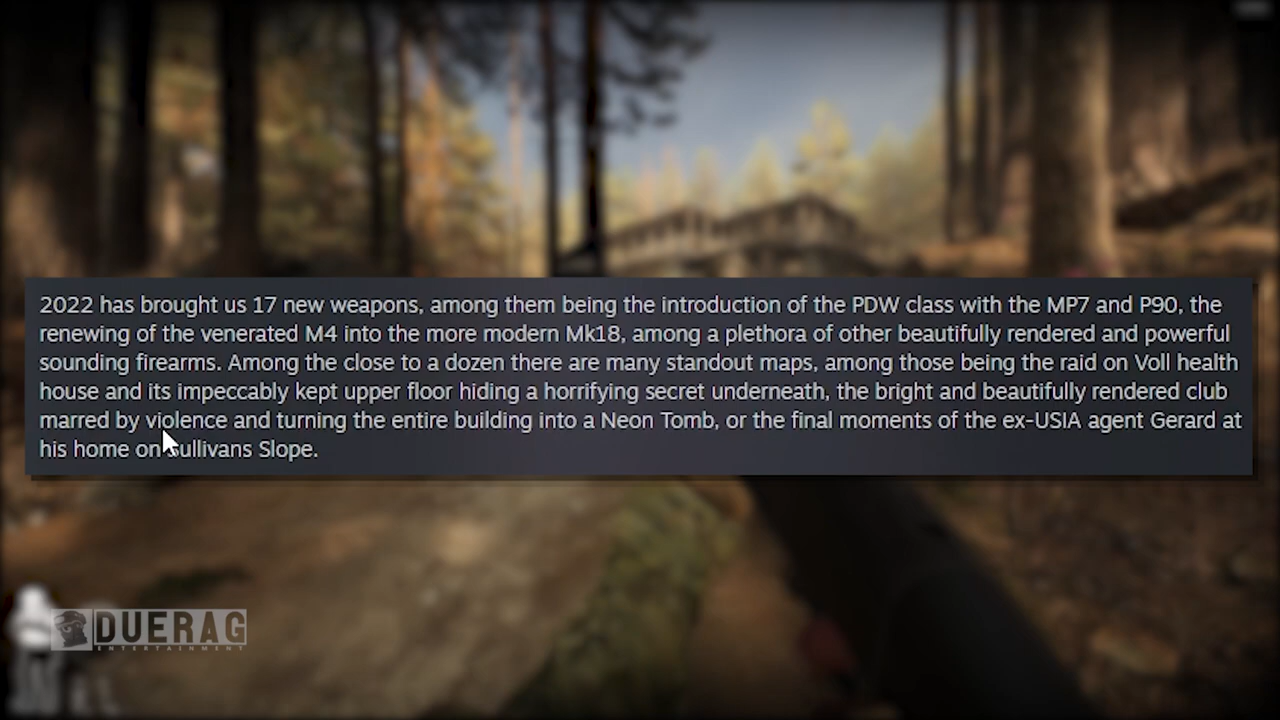 2022 has brought us 17 new weapons, among them being the introduction of the PDW class with the MP7 and P90, the
renewing of the venerated M4 into the more modern Mk18, among a plethora of other beautifully rendered and powerful
sounding firearms. Among the close to a dozen there are many standout maps, among those being the raid on Voll health
house and its impeccably kept upper floor hiding a horrifying secret underneath, the bright and beautifully rendered club
marred by violence and turning the entire building into a Neon Tomb, or the final moments of the ex-USIA agent Gerard at
his home on Sullivans Slope.
DUERAG
ENTERTAINMENT